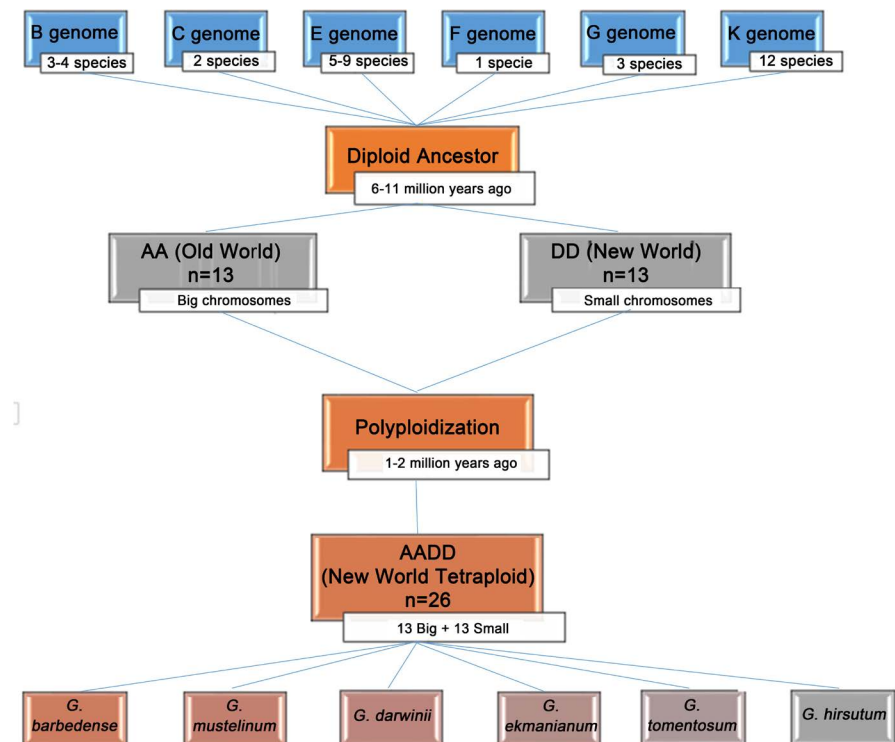 B genome
C genome
E genome
F genome
G genome
K genome
3-4 species
2 species
5-9 species
1 specie
3 species
12 species
Diploid Ancestor
6-11 million years ago
AA (Old World)
n=13
Big chromosomes
DD (New World)
n=13
Small chromosomes
Polyploidization
1-2 million years ago
AADD
(New World Tetraploid)
n=26
13 Big + 13 Small
G.
barbedense
G.
mustelinum
G. darwinii
G.
ekmanianum
G.
tomentosum
G. hirsutum